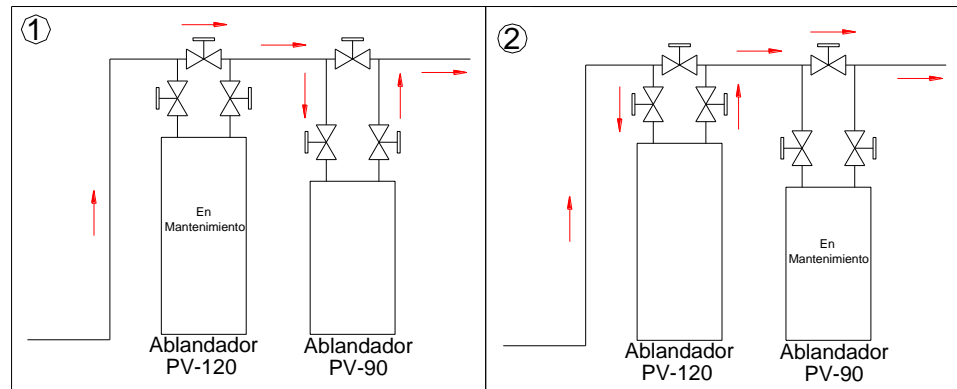 1
En
Mantenimiento
Ablandador
PV-120
Ablandador
PV-90
2
En
Mantenimiento
Ablandador
PV-120
Ablandador
PV-90